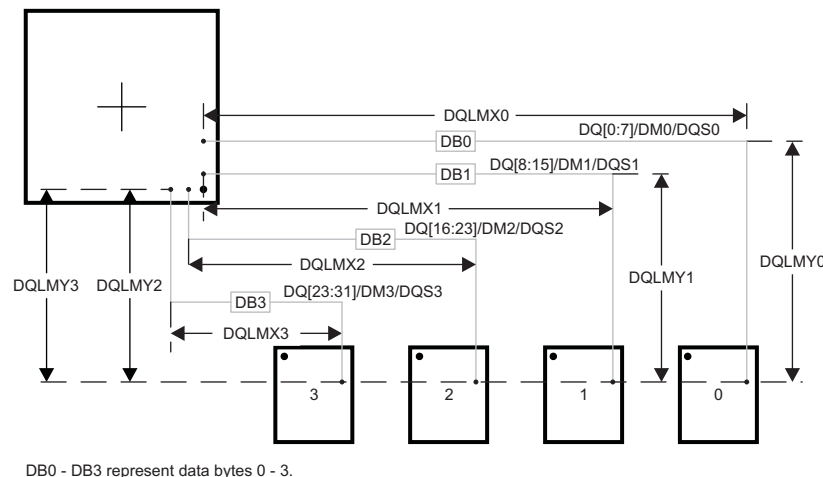 DQLMX0
DQ[0:7]/DM0/DQS0
DB0
DQ[8:15]/DM1/DQS1
DB1
DQLMX1
DQ[16:23]/DM2/DQS2
DB2
DQLMY0
DQLMX2
DQLMY1
DQLMY3
DQLMY2
DQ[23:31]/DM3/DQS3
DB3
DQLMX3
3
2
1
0
DB0 - DB3 represent data bytes 0 - 3.